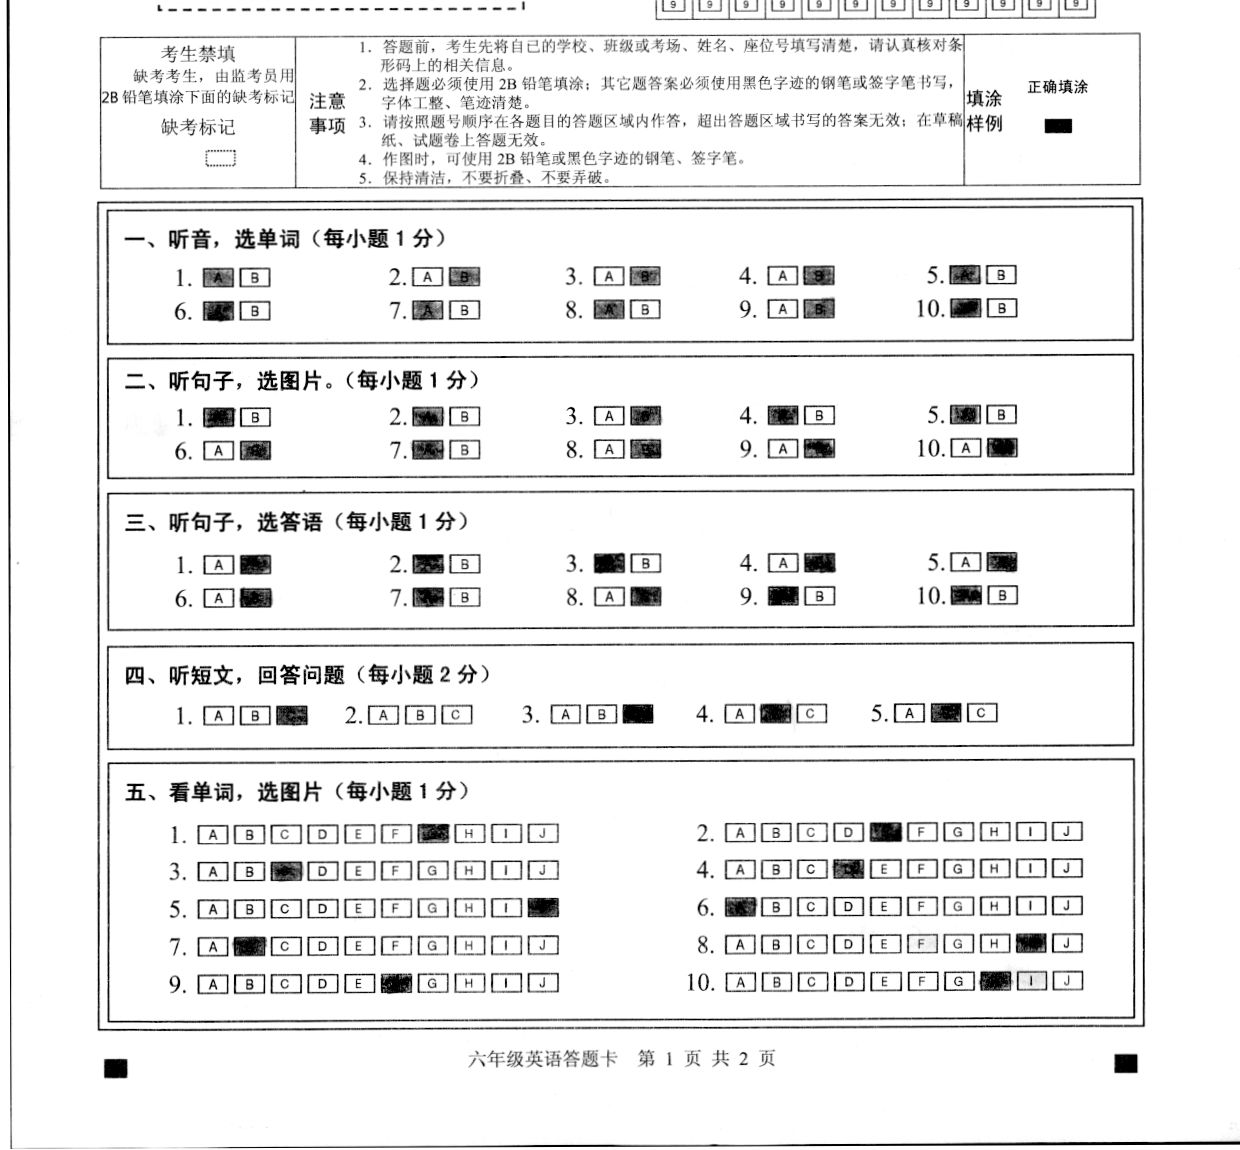 9 9 9 9 9 9 9 9 9 9 9 9
考生禁填
缺考考生，由监考员用
2B 铅笔填涂下面的缺考标记
缺考标记
注意
事项
1．答题前，考生先将自已的学校、班级或考场、姓名、座位号填写清楚，请认真核对条
形码上的相关信息。
2．选择题必须使用 2B 铅笔填涂；其它题答案必须使用黑色字迹的钢笔或签字笔书写，
字体工整、笔迹清楚。
3．请按照题号顺序在各题目的答题区域内作答，超出答题区域书写的答案无效；在草稿
纸、试题卷上答题无效。
4．作图时，可使用 2B 铅笔或黑色字迹的钢笔、签字笔。
5．保持清洁，不要折叠、不要弄破。
填涂
样例
正确填涂
一、听音，选单词（每小题 1 分）
1. A B 2. A B 3. A B 4. A B 5. A B
6. A B 7. A B 8. A B 9. A B 10. B
二、听句子，选图片。（每小题 1 分）
1. B 2. B 3. A 4. B 5. B
6. A 7. B 8. A 9. A 10. A
三、听句子，选答语（每小题 1 分）
1. A 2. B 3. B 4. A 5. A
6. A 7. B 8. A 9. B 10. B
四、听短文，回答问题（每小题 2 分）
1. A B 2. A B C 3. A B 4. A C 5. A C
五、看单词，选图片（每小题 1 分）
1. A B C D E F H I J 2. A B C D F G H I J
3. A B D E F G H I J 4. A B C E F G H I J
5. A B C D E F G H I 6. B C D E F G H I J
7. A C D E F G H I J 8. A B C D E F G H J
9. A B C D E G H I J 10. A B C D E F G I J
六年级英语答题卡 第 1 页 共 2 页